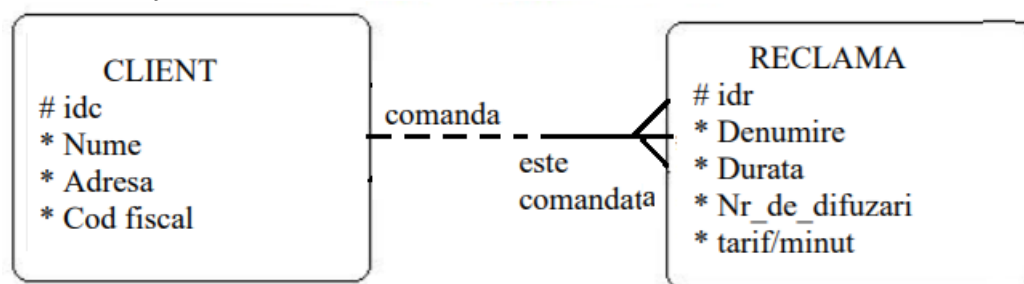 CLIENT
# idc
* Nume
* Adresa
* Cod fiscal
comanda
este
comandata
RECLAMA
# idr
* Denumire
* Durata
* Nr_de_difuzari
* tarif/minut